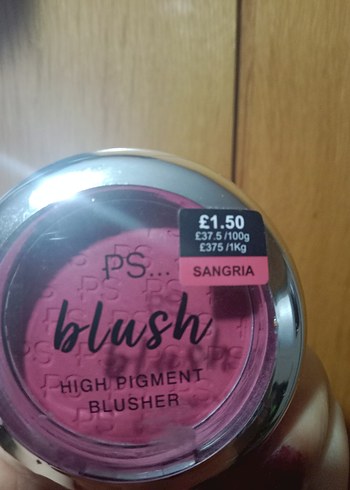 £1.50
£37.5 /100g
£375 /1Kg
SANGRIA
PS...
blush
HIGH PIGMENT
BLUSHER